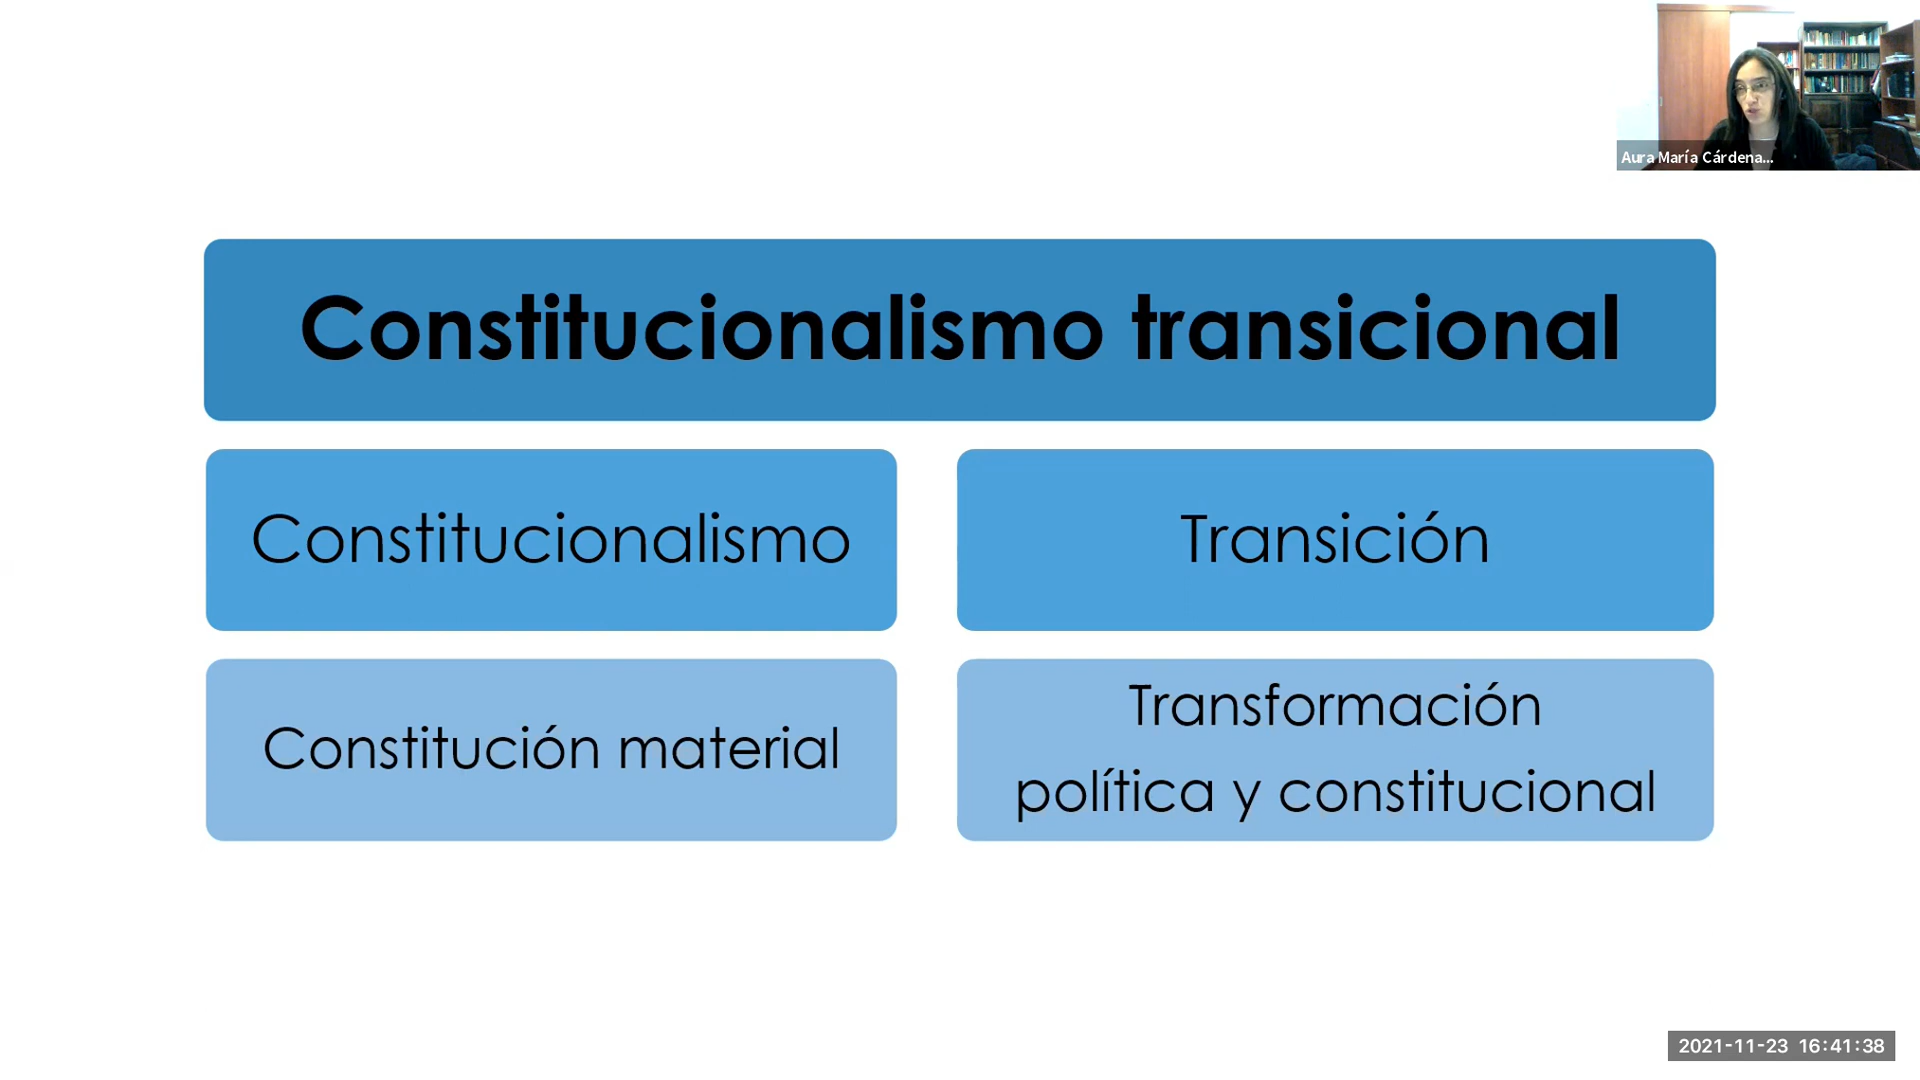 Aura María Cárdena...
Constitucionalismo transicional
Constitucionalismo
Transición
Constitución material
Transformación
política y constitucional
2021-11-23 16:41:38